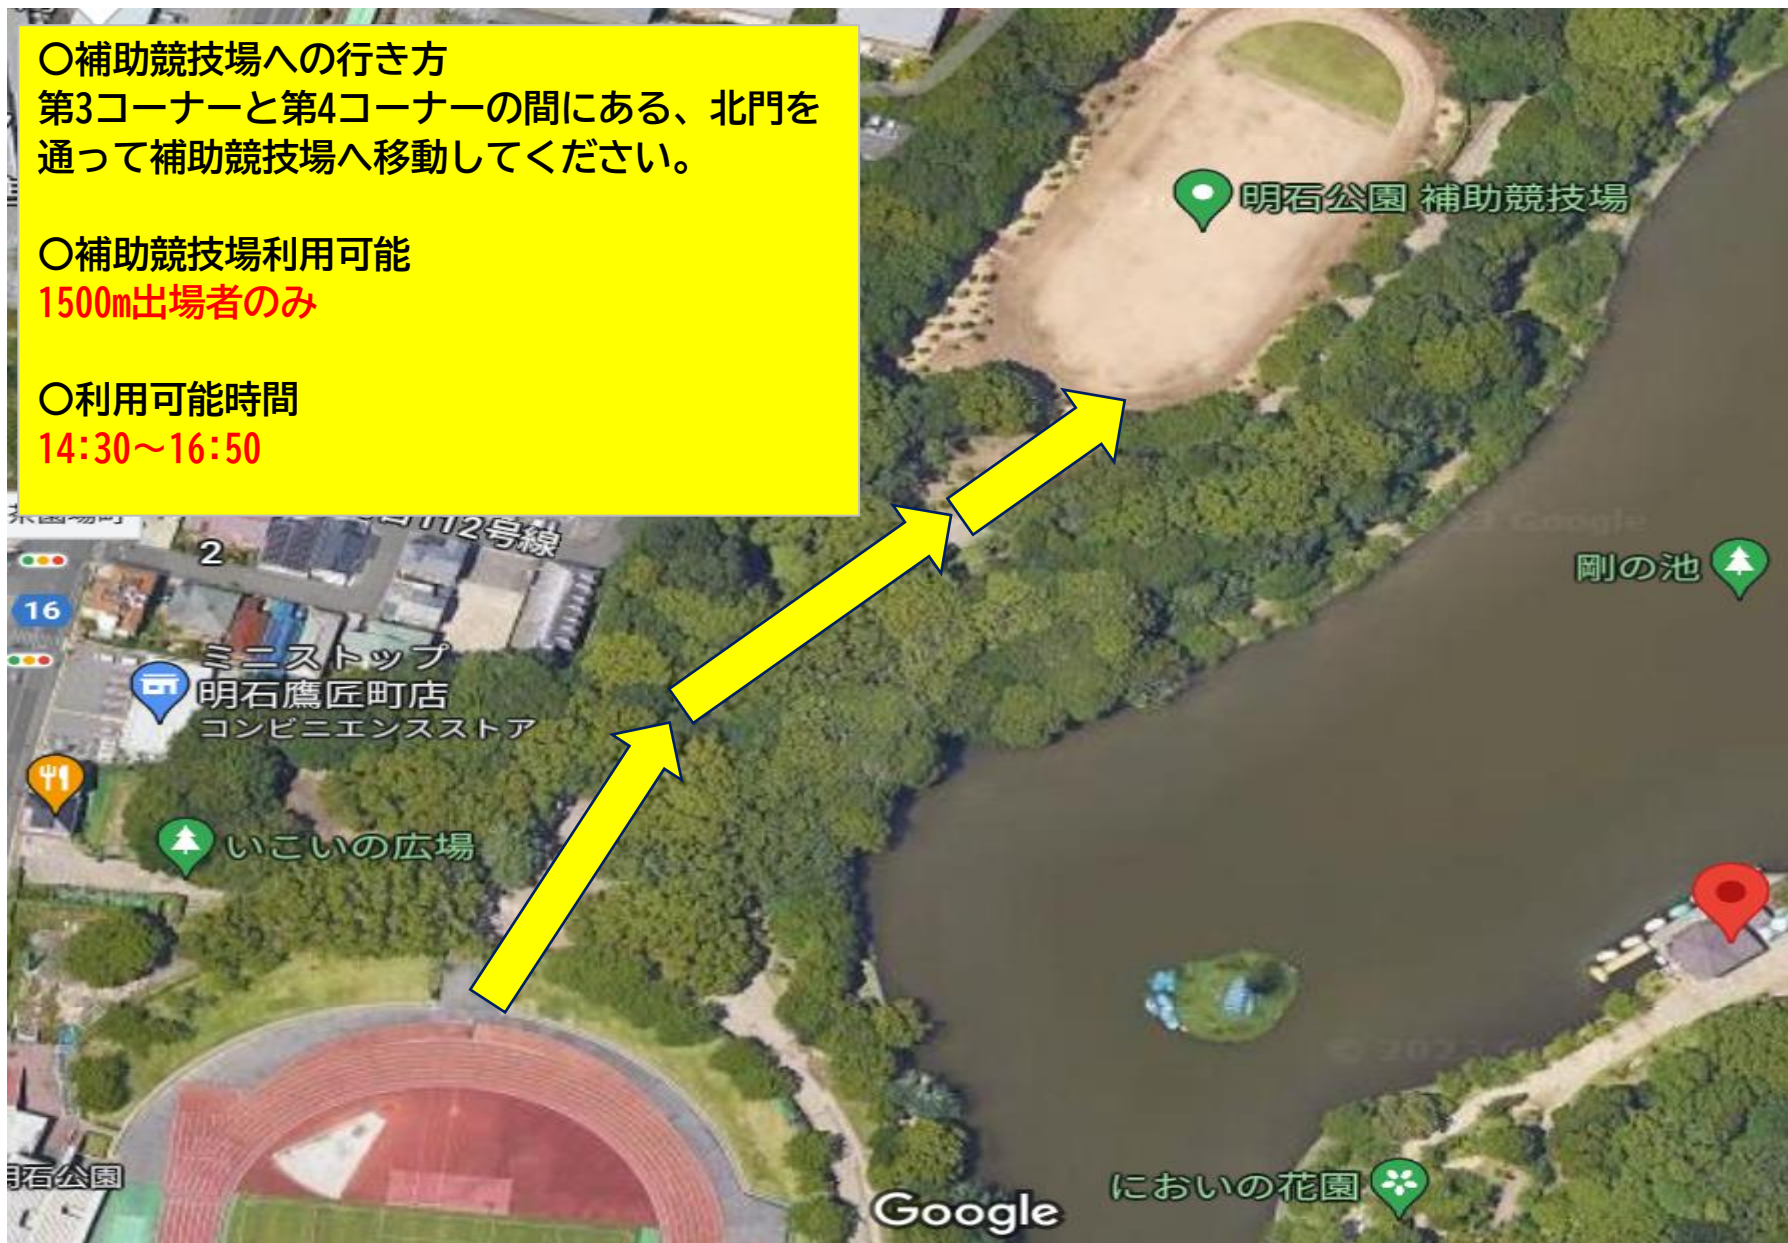 〇補助競技場への行き方
第3コーナーと第4コーナーの間にある、北門を
通って補助競技場へ移動してください。
〇補助競技場利用可能
1500m出場者のみ
〇利用可能時間
14:30～16:50
明石公園 補助競技場
112号線
2
16
剛の池
ミニストップ
明石鷹匠町店
コンビニエンスストア
いこいの広場
石公園
においの花園
Google